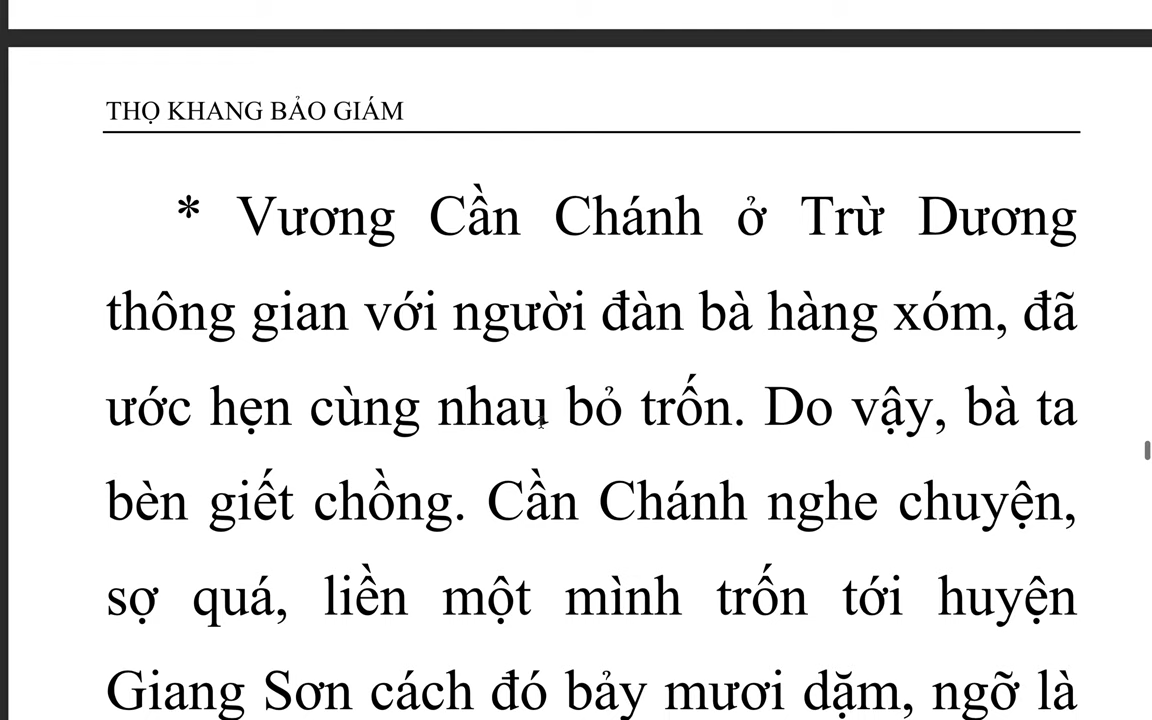 THỌ KHANG BẢO GIÁM
* Vương Cần Chánh ở Trừ Dương
thông gian với người đàn bà hàng xóm, đã
ước hẹn cùng nhau bỏ trốn. Do vậy, bà ta
bèn giết chồng. Cần Chánh nghe chuyện,
sợ quá, liền một mình trốn tới huyện
Giang Sơn cách đó bảy mươi dặm, ngỡ là